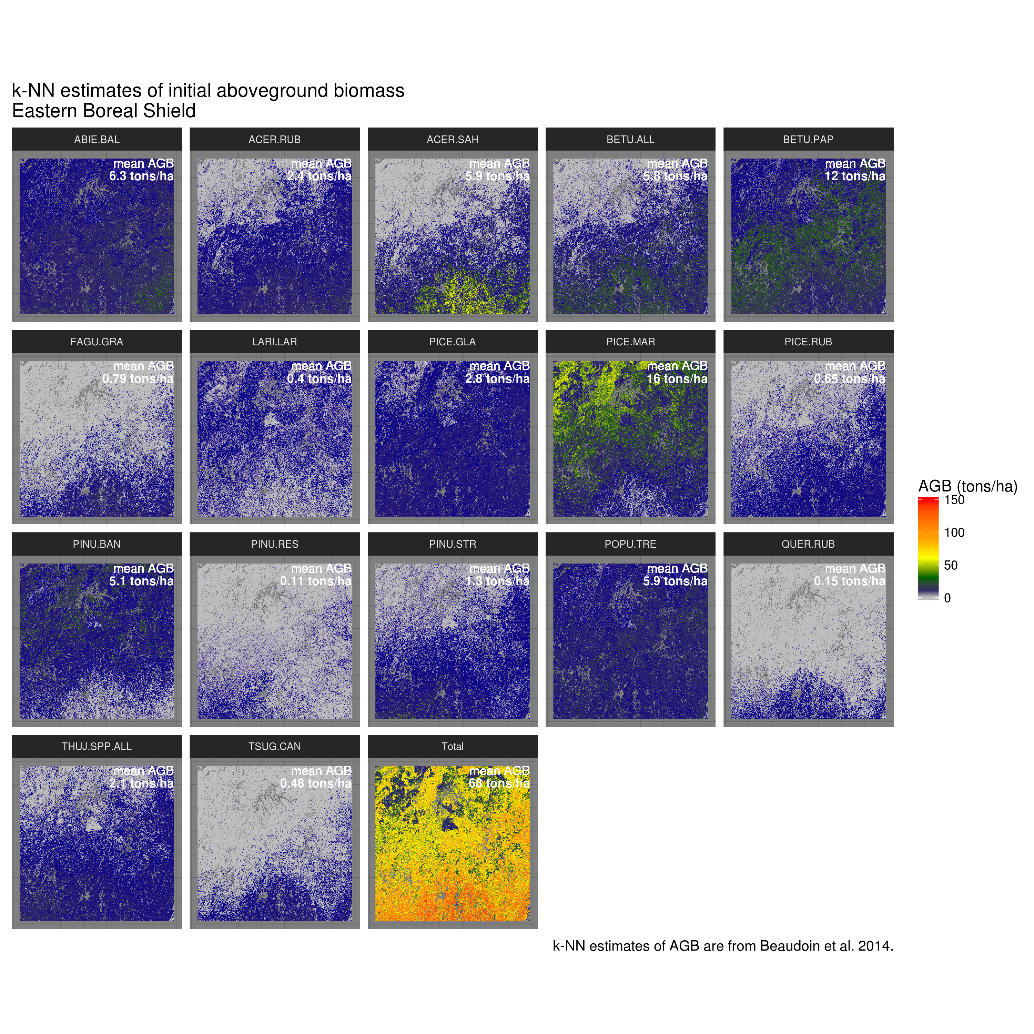 k-NN estimates of initial aboveground biomass
Eastern Boreal Shield
ABIE.BAL
mean AGB
6.3 tons/ha
ACER.RUB
mean AGB
2.4 tons/ha
ACER.SAH
mean AGB
5.9 tons/ha
BETU.ALL
mean AGB
5.8 tons/ha
BETU.PAP
mean AGB
12 tons/ha
FAGU.GRA
mean AGB
0.79 tons/ha
LARI.LAR
mean AGB
0.4 tons/ha
PICE.GLA
mean AGB
2.8 tons/ha
PICE.MAR
mean AGB
16 tons/ha
PICE.RUB
mean AGB
0.65 tons/ha
AGB (tons/ha)
150
100
50
0
PINU.BAN
mean AGB
5.1 tons/ha
PINU.RES
mean AGB
0.11 tons/ha
PINU.STR
mean AGB
1.3 tons/ha
POPU.TRE
mean AGB
5.9 tons/ha
QUER.RUB
mean AGB
0.15 tons/ha
THUJ.SPP.ALL
mean AGB
2.1 tons/ha
TSUG.CAN
mean AGB
0.48 tons/ha
Total
mean AGB
68 tons/ha
k-NN estimates of AGB are from Beaudoin et al. 2014.